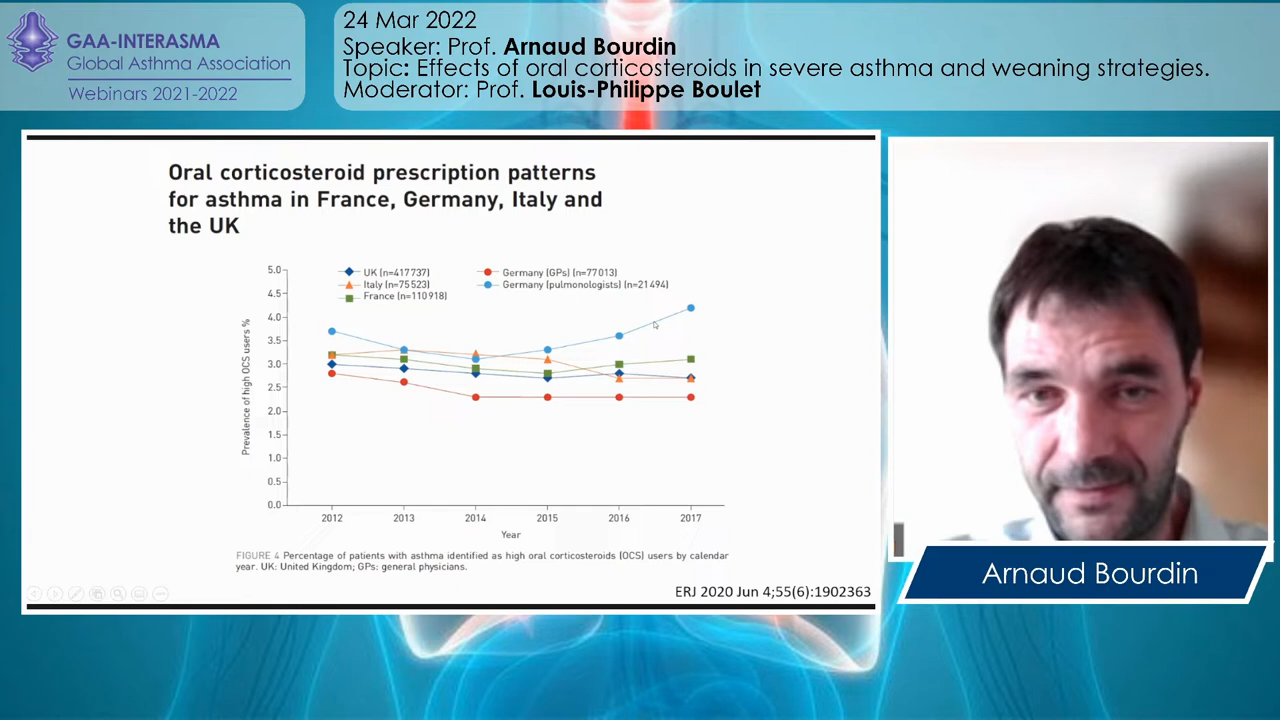 GAA-INTERASMA
Global Asthma Association
Webinars 2021-2022
24 Mar 2022
Speaker: Prof. Arnaud Bourdin
Topic: Effects of oral corticosteroids in severe asthma and weaning strategies.
Moderator: Prof. Louis-Philippe Boulet
Oral corticosteroid prescription patterns
for asthma in France, Germany, Italy and
the UK
UK (n=417737)
Italy (n=75523)
France (n=110918)
Germany (GPs) (n=77013)
Germany (pulmonologists) (n=21494)
Prevalence of high OCS users %
5.0
4.5
4.0
3.5
3.0
2.5
2.0
1.5
1.0
0.5
0.0
2012 2013 2014 2015 2016 2017
Year
FIGURE 4 Percentage of patients with asthma identified as high oral corticosteroids (OCS) users by calendar
year. UK: United Kingdom; GPs: general physicians.
ERJ 2020 Jun 4;55(6):1902363
Arnaud Bourdin